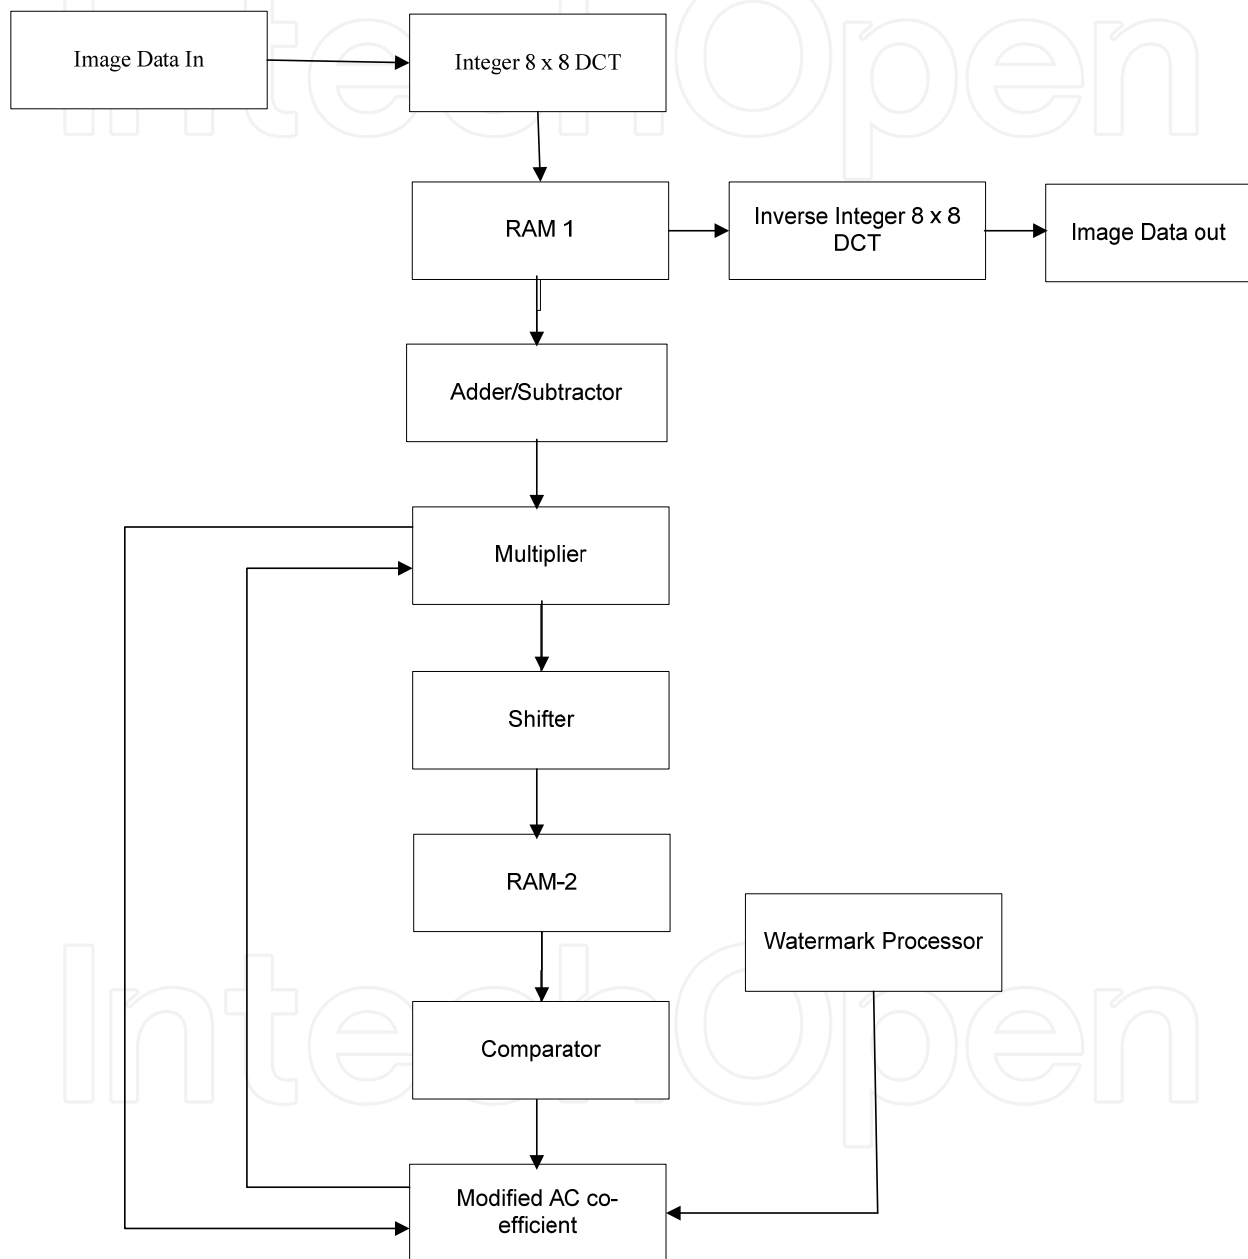 Image Data In
Integer 8 x 8 DCT
RAM 1
Inverse Integer 8 x 8
DCT
Image Data out
Adder/Subtractor
Multiplier
Shifter
RAM-2
Watermark Processor
Comparator
Modified AC co-
efficient
IntechOpen
IntechOpen